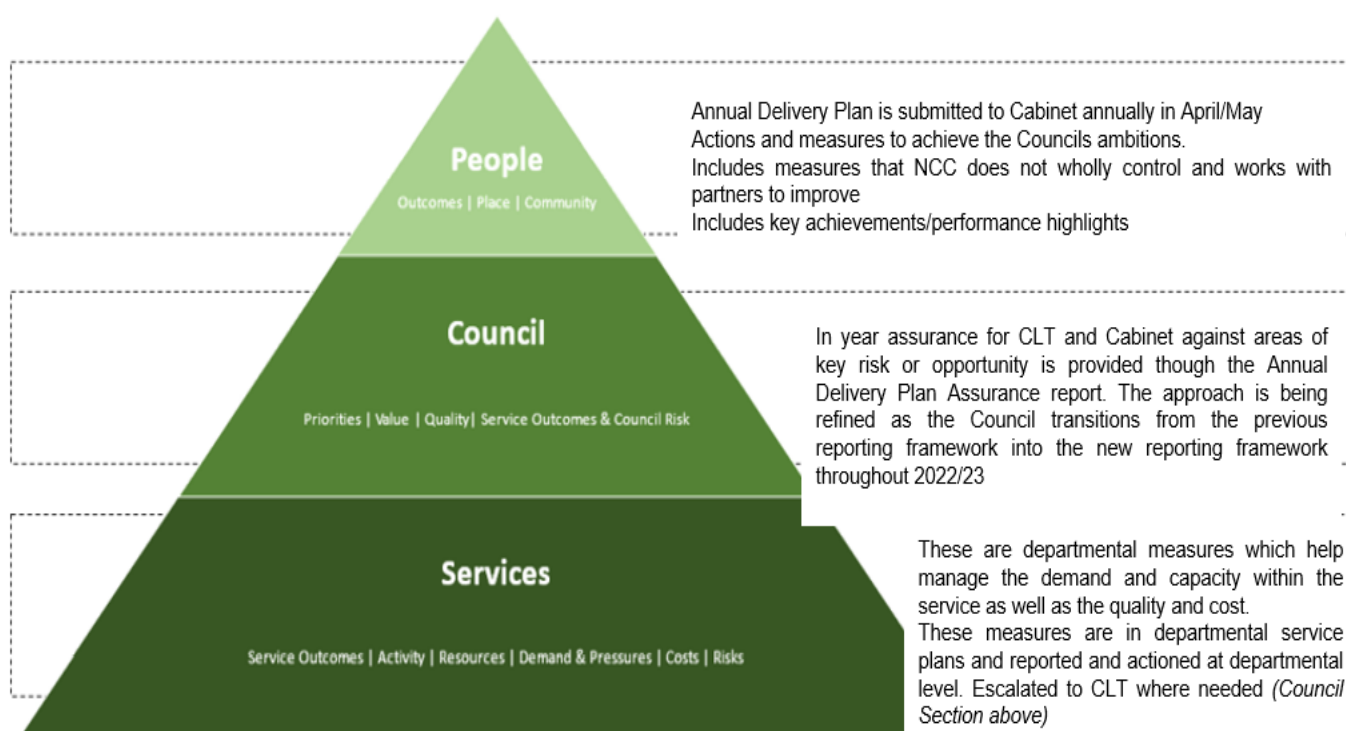 People
Outcomes | Place | Community
Annual Delivery Plan is submitted to Cabinet annually in April/May
Actions and measures to achieve the Councils ambitions.
Includes measures that NCC does not wholly control and works with
partners to improve
Includes key achievements/performance highlights
Council
Priorities | Value | Quality| Service Outcomes & Council Risk
In year assurance for CLT and Cabinet against areas of
key risk or opportunity is provided though the Annual
Delivery Plan Assurance report. The approach is being
refined as the Council transitions from the previous
reporting framework into the new reporting framework
throughout 2022/23
Services
Service Outcomes | Activity | Resources | Demand & Pressures | Costs | Risks
These are departmental measures which help
manage the demand and capacity within the
service as well as the quality and cost.
These measures are in departmental service
plans and reported and actioned at departmental
level. Escalated to CLT where needed (Council
Section above)